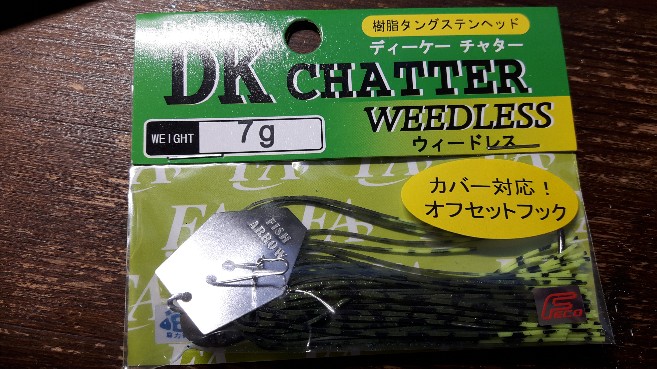 樹脂タングステンヘッド
ディーケー チャター
DK CHATTER
WEEDLESS
ウィードレス
WEIGHT 7g
カバー対応！
オフセットフック
FISH
ARROW
FECO